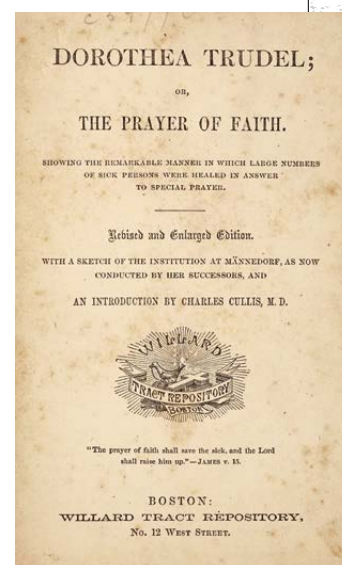 DOROTHEA TRUDEL;
OR,
THE PRAYER OF FAITH.
SHOWING THE REMARKABLE MANNER IN WHICH LARGE NUMBERS
OF SICK PERSONS WERE HEALED IN ANSWER
TO SPECIAL PRAYER.
Revised and Enlarged Edition.
WITH A SKETCH OF THE INSTITUTION AT MÄNNEDORF, AS NOW
CONDUCTED BY HER SUCCESSORS, AND
AN INTRODUCTION BY CHARLES CULLIS, M. D.
WILLARD
TRACT REPOSITORY
BOSTON
"The prayer of faith shall save the sick, and the Lord
shall raise him up."—JAMES v. 15.
BOSTON:
WILLARD TRACT REPOSITORY,
No. 12 WEST STREET.